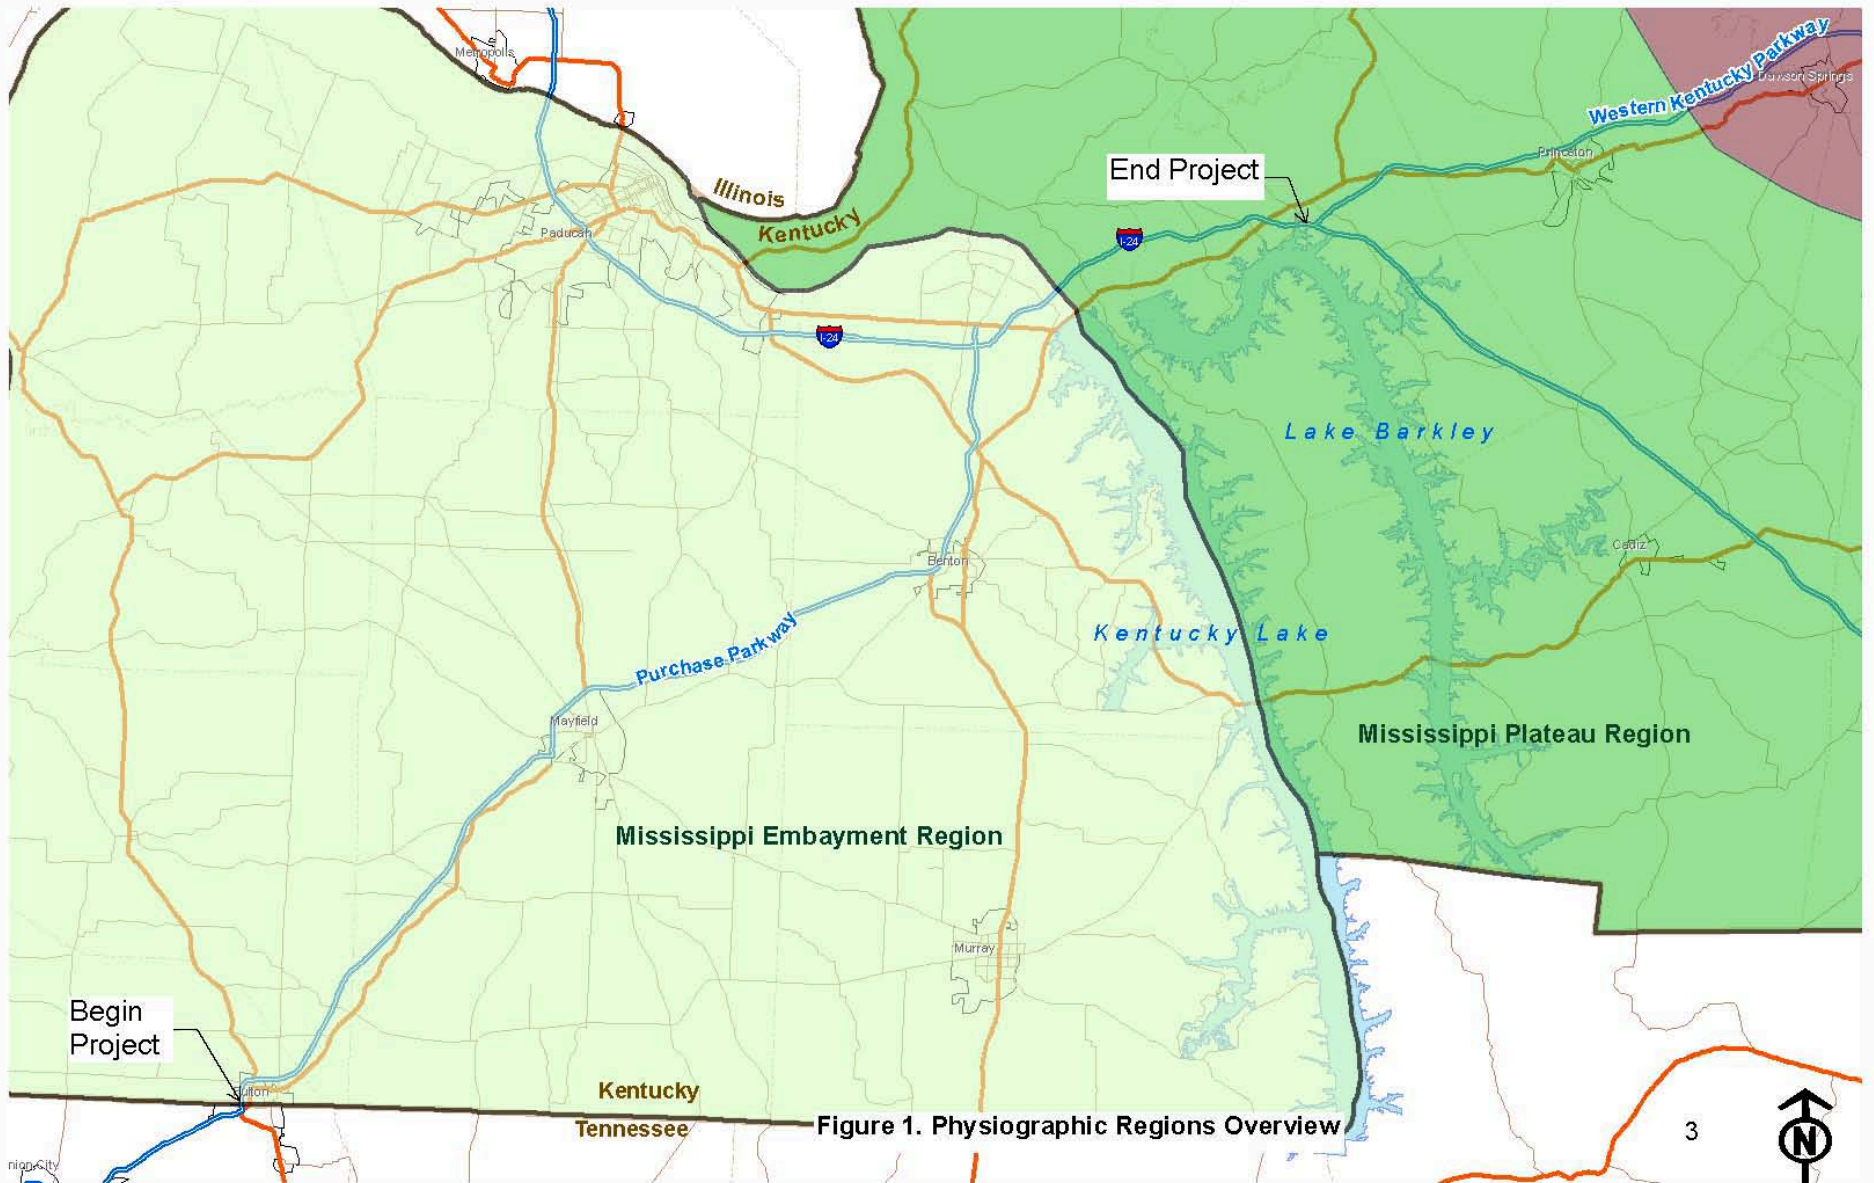 Metropolis
Western Kentucky Parkway
Dawson Springs
Princeton
End Project
Illinois
Kentucky
Paducah
I-24
I-24
Lake Barkley
Cadiz
Benton
Purchase Parkway
Kentucky Lake
Mayfield
Mississippi Plateau Region
Mississippi Embayment Region
Murray
Begin
Project
Fulton
Kentucky
Tennessee
Figure 1. Physiographic Regions Overview
3
N
nion City